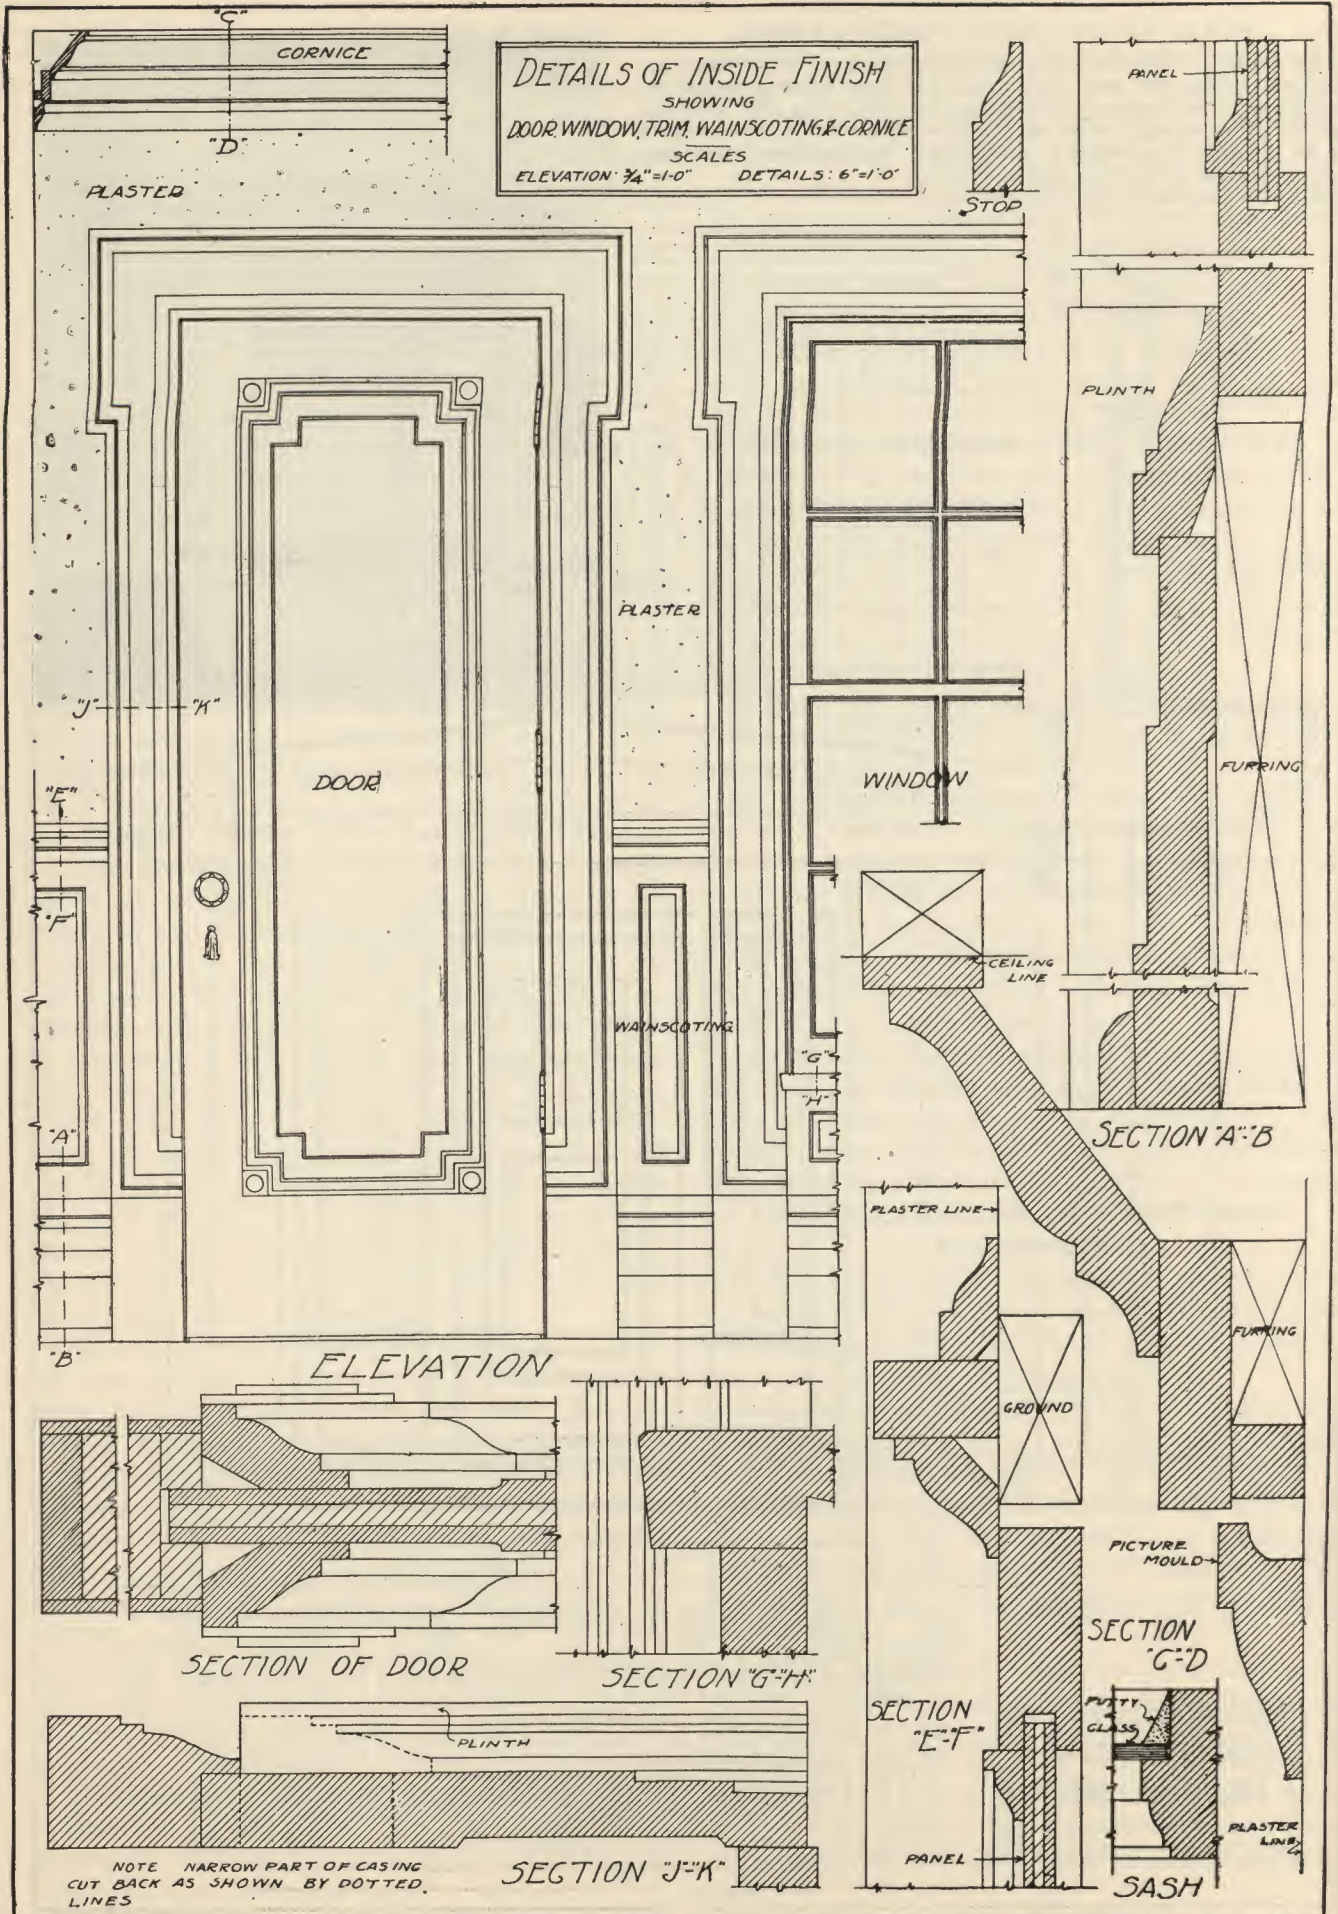 "C"
CORNICE
"D"
DETAILS OF INSIDE FINISH
SHOWING
DOOR, WINDOW, TRIM, WAINSCOTING & CORNICE
SCALES
ELEVATION: 3/4"=1'-0" DETAILS: 6"=1'-0"
STOP
PANEL
PLASTER
PLINTH
PLASTER
"J" "K"
DOOR
WINDOW
FURRING
"E"
"F"
CEILING
LINE
WAINSCOTING
"G"
"H"
"A"
"B"
SECTION "A"-"B"
PLASTER LINE
FURRING
GROUND
ELEVATION
PICTURE
MOULD
SECTION
"C"-"D"
SECTION OF DOOR
SECTION "G"-"H"
SECTION
"E"-"F"
PUTTY
GLASS
PLINTH
PLASTER
LINE
PANEL
SASH
NOTE NARROW PART OF CASING
CUT BACK AS SHOWN BY DOTTED
LINES
SECTION "J"-"K"